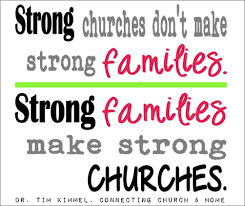 Strong churches don't make
strong families.
Strong families
make strong
CHURCHES.
DR. TIM KIMMEL, CONNECTING CHURCH & HOME